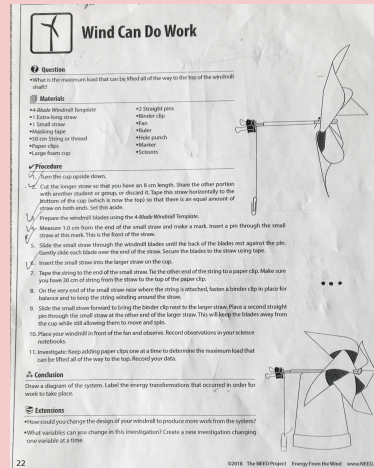 Wind Can Do Work
Question
•What is the maximum load that can be lifted all of the way to the top of the windmill
shaft?
Materials
•4-Blade Windmill Template
•1 Extra-long straw
•1 Small straw
•Masking tape
•50 cm String or thread
•Paper clips
•Large foam cup
•2 Straight pins
•Binder clip
•Fan
•Ruler
•Hole punch
•Marker
•Scissors
✔Procedure
1. Turn the cup upside down.
2. Cut the longer straw so that you have an 8 cm length. Share the other portion
with another student or group, or discard it. Tape this straw horizontally to the
bottom of the cup (which is now the top) so that there is an equal amount of
straw on both ends. Set this aside.
3. Prepare the windmill blades using the 4-Blade Windmill Template.
4. Measure 1.0 cm from the end of the small straw and make a mark. Insert a pin through the small
straw at this mark. This is the front of the straw.
5. Slide the small straw through the windmill blades until the back of the blades rest against the pin.
Gently slide each blade over the end of the straw. Secure the blades to the straw using tape.
6. Insert the small straw into the larger straw on the cup.
7. Tape the string to the end of the small straw. Tie the other end of the string to a paper clip. Make sure
you have 30 cm of string from the straw to the top of the paper clip.
8. On the very end of the small straw near where the string is attached, fasten a binder clip in place for
balance and to keep the string winding around the straw.
9. Slide the small straw forward to bring the binder clip next to the larger straw. Place a second straight
pin through the small straw at the other end of the larger straw. This will keep the blades away from
the cup while still allowing them to move and spin.
10. Place your windmill in front of the fan and observe. Record observations in your science
notebooks.
11. Investigate: Keep adding paper clips one at a time to determine the maximum load that
can be lifted all of the way to the top. Record your data.
Conclusion
Draw a diagram of the system. Label the energy transformations that occurred in order for
work to take place.
Extensions
•How could you change the design of your windmill to produce more work from the system?
•What variables can you change in this investigation? Create a new investigation changing
one variable at a time.
22
©2018 The NEED Project Energy From the Wind www.NEED.